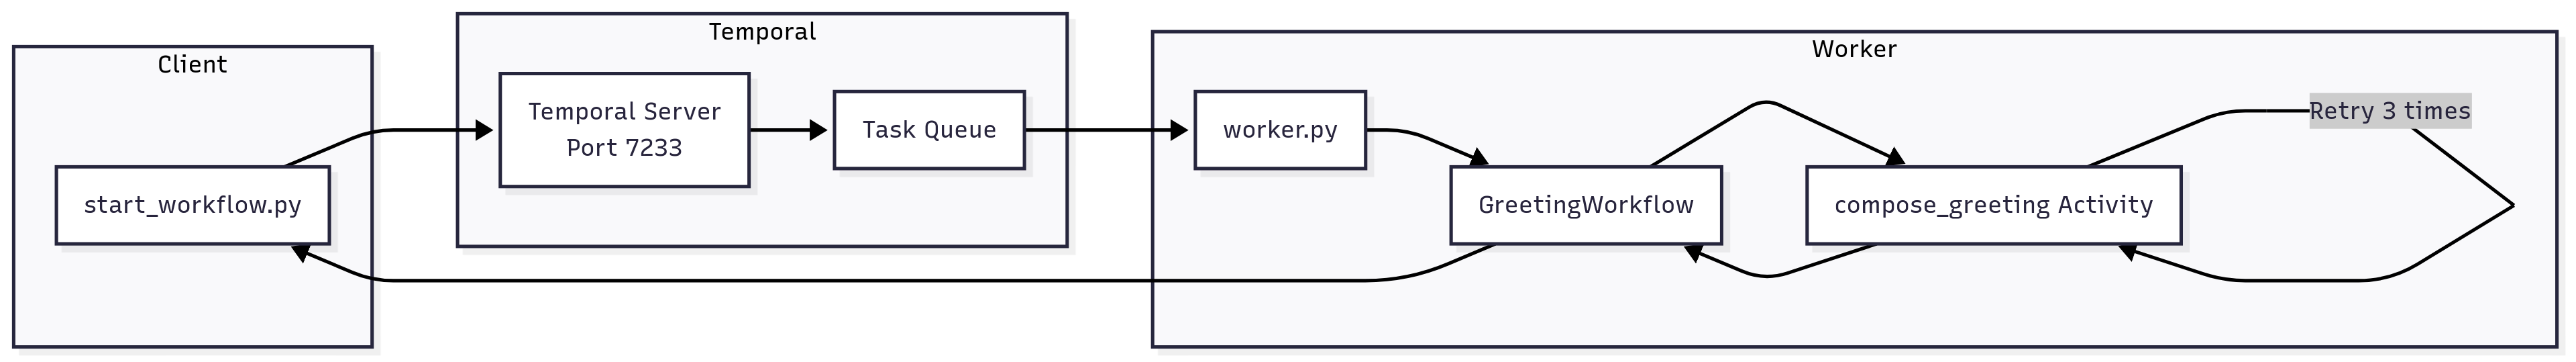 Client
start_workflow.py
Temporal
Temporal Server
Port 7233
Task Queue
Worker
worker.py
GreetingWorkflow
compose_greeting Activity
Retry 3 times